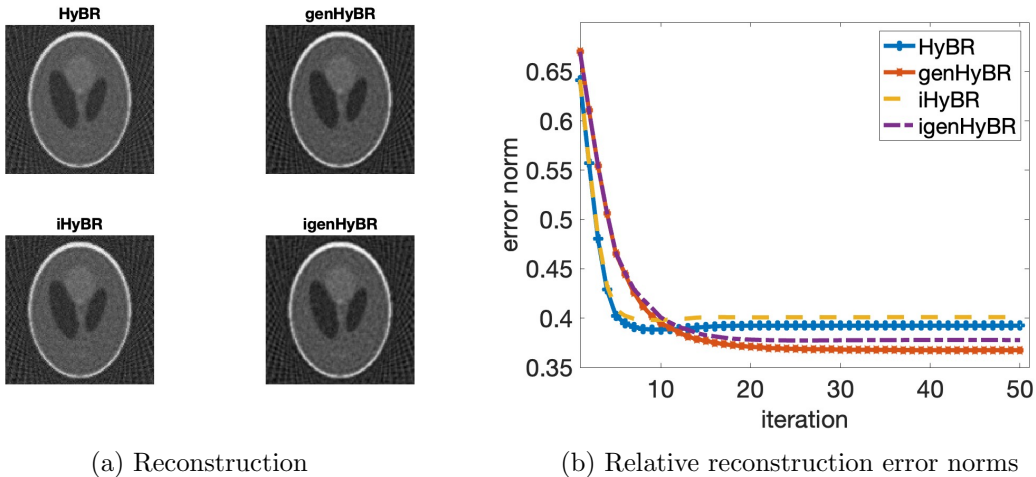 HyBR
genHyBR
iHyBR
igenHyBR
(a) Reconstruction
error norm
0.65
0.6
0.55
0.5
0.45
0.4
0.35
10
20
30
40
50
iteration
HyBR
genHyBR
iHyBR
igenHyBR
(b) Relative reconstruction error norms